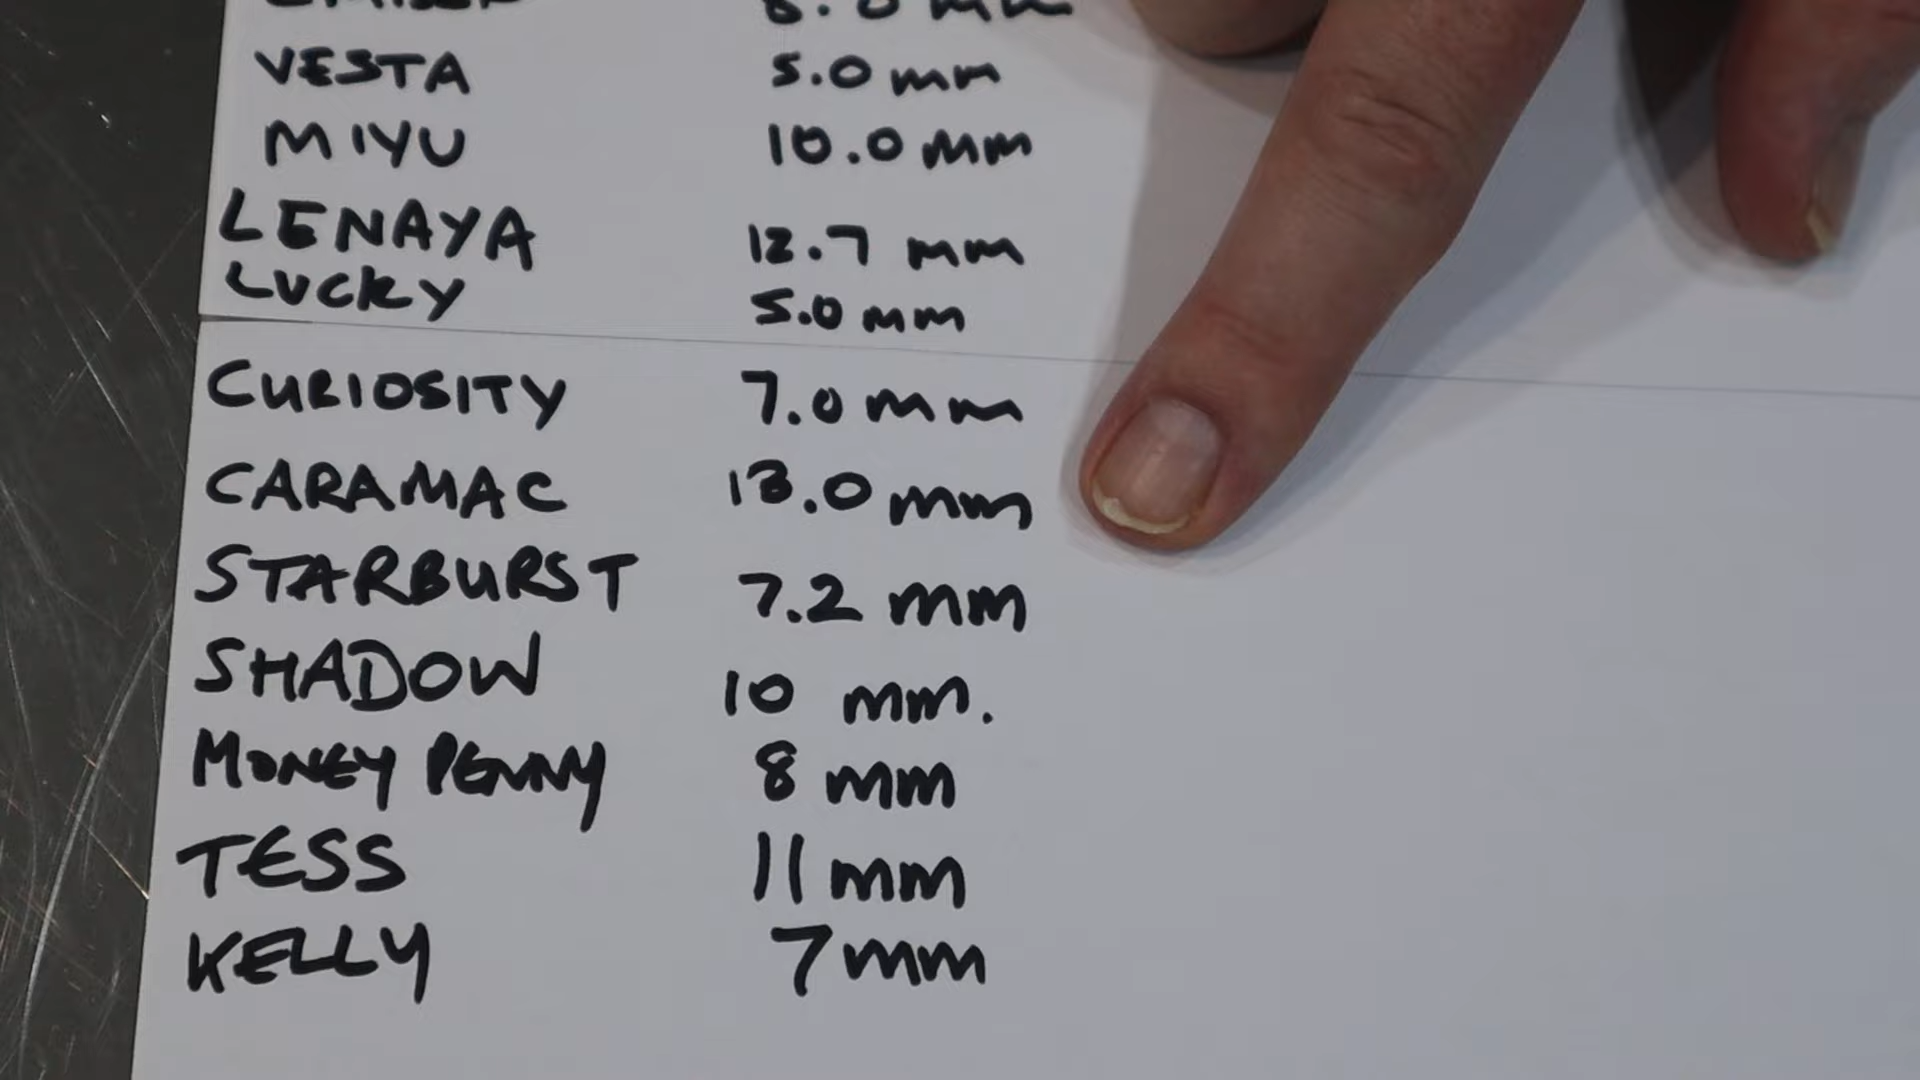 VESTA 5.0 mm
MIYU 10.0 mm
LENAYA 12.7 mm
LUCKY 5.0 mm
CURIOSITY 7.0 mm
CARAMAC 13.0 mm
STARBURST 7.2 mm
SHADOW 10 mm.
MONEY PENNY 8 mm
TESS 11 mm
KELLY 7 mm